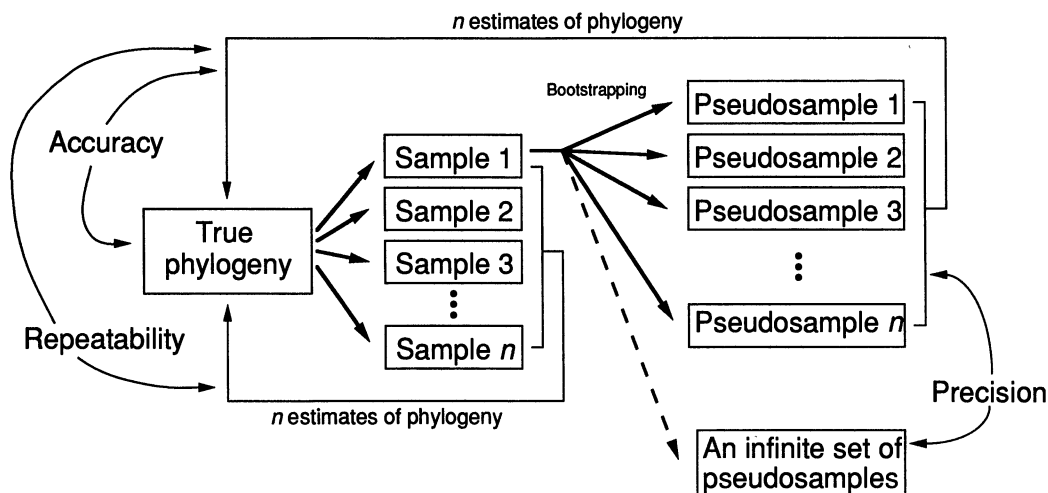 n estimates of phylogeny
Bootstrapping
Pseudosample 1
Accuracy
Sample 1
Pseudosample 2
Sample 2
Pseudosample 3
True
phylogeny
Sample 3
Pseudosample n
Repeatability
Sample n
n estimates of phylogeny
Precision
An infinite set of
pseudosamples